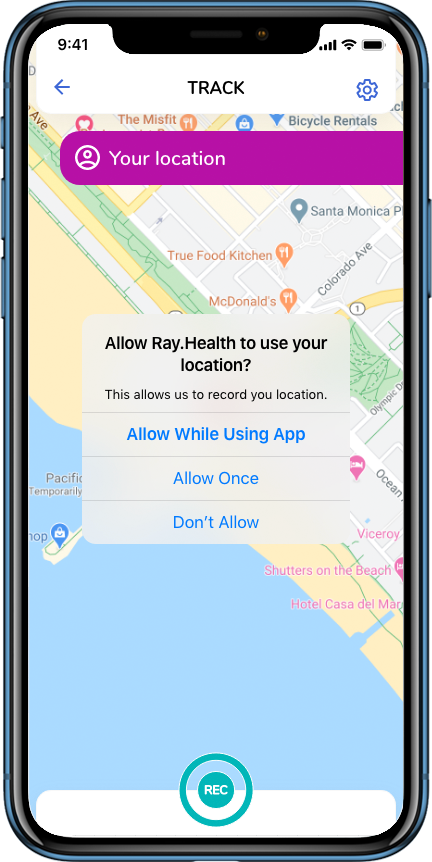 9:41
TRACK
Ave
The Misfit
Bicycle Rentals
Your location
Santa Monica P
True Food Kitchen
Colorado Ave
McDonald's
1
Allow Ray.Health to use your
location?
This allows us to record you location.
Allow While Using App
Allow Once
Don't Allow
1
Olympic Dr
Ocean
Pacific
Temporarily
hop
Viceroy
Shutters on the Beach
Hotel Casa del Mar
REC